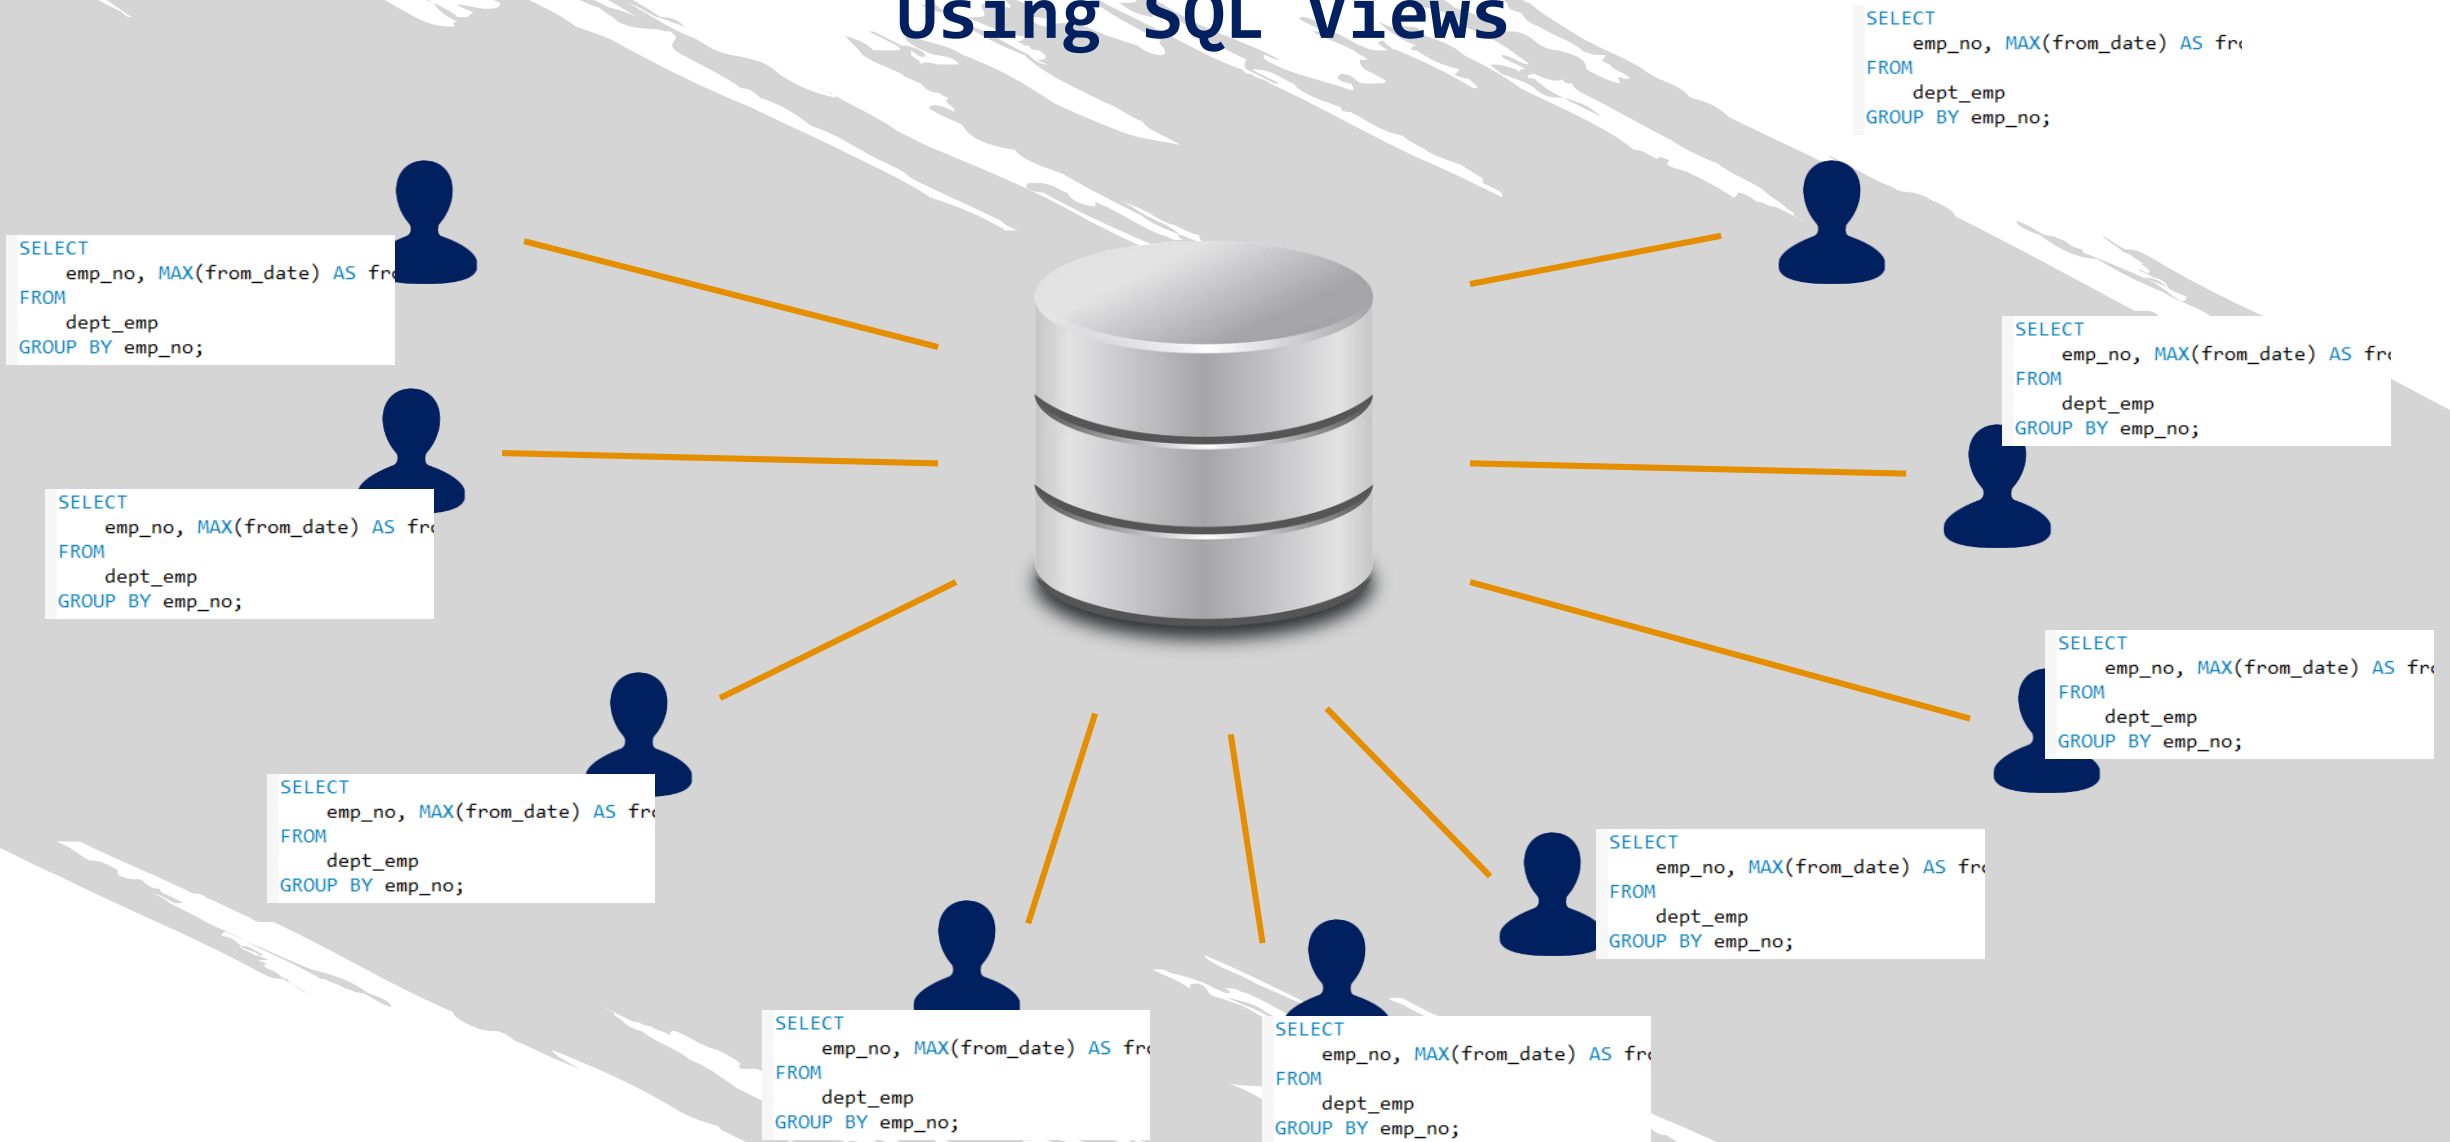 Using SQL Views
SELECT
emp_no, MAX(from_date) AS
FROM
dept_emp
GROUP BY emp_no;
SELECT
emp_no, MAX(from_date) AS
FROM
dept_emp
GROUP BY emp_no;
SELECT
emp_no, MAX(from_date) AS
FROM
dept_emp
GROUP BY emp_no;
SELECT
emp_no, MAX(from_date) AS
FROM
dept_emp
GROUP BY emp_no;
SELECT
emp_no, MAX(from_date) AS
FROM
dept_emp
GROUP BY emp_no;
SELECT
emp_no, MAX(from_date) AS
FROM
dept_emp
GROUP BY emp_no;
SELECT
emp_no, MAX(from_date) AS
FROM
dept_emp
GROUP BY emp_no;
SELECT
emp_no, MAX(from_date) AS
FROM
dept_emp
GROUP BY emp_no;
SELECT
emp_no, MAX(from_date) AS
FROM
dept_emp
GROUP BY emp_no;